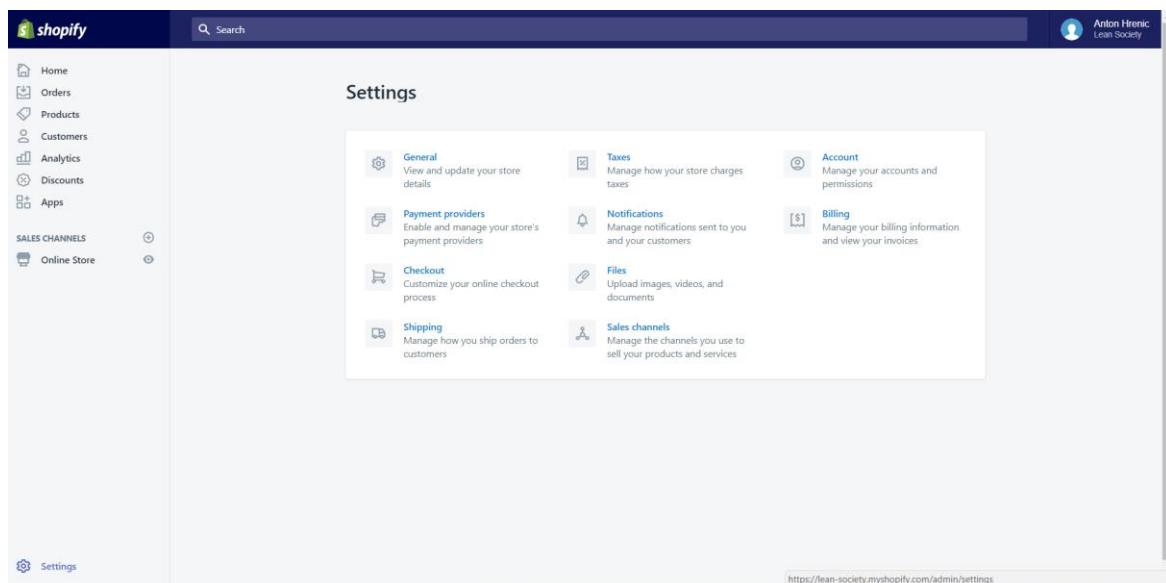 shopify
Search
Anton Hrenic
Lean Society
Home
Orders
Products
Customers
Analytics
Discounts
Apps
SALES CHANNELS
Online Store
Settings
Settings
General
View and update your store
details
Payment providers
Enable and manage your store's
payment providers
Checkout
Customize your online checkout
process
Shipping
Manage how you ship orders to
customers
Taxes
Manage how your store charges
taxes
Notifications
Manage notifications sent to you
and your customers
Files
Upload images, videos, and
documents
Sales channels
Manage the channels you use to
sell your products and services
Account
Manage your accounts and
permissions
Billing
Manage your billing information
and view your invoices
https://lean-society.myshopify.com/admin/settings